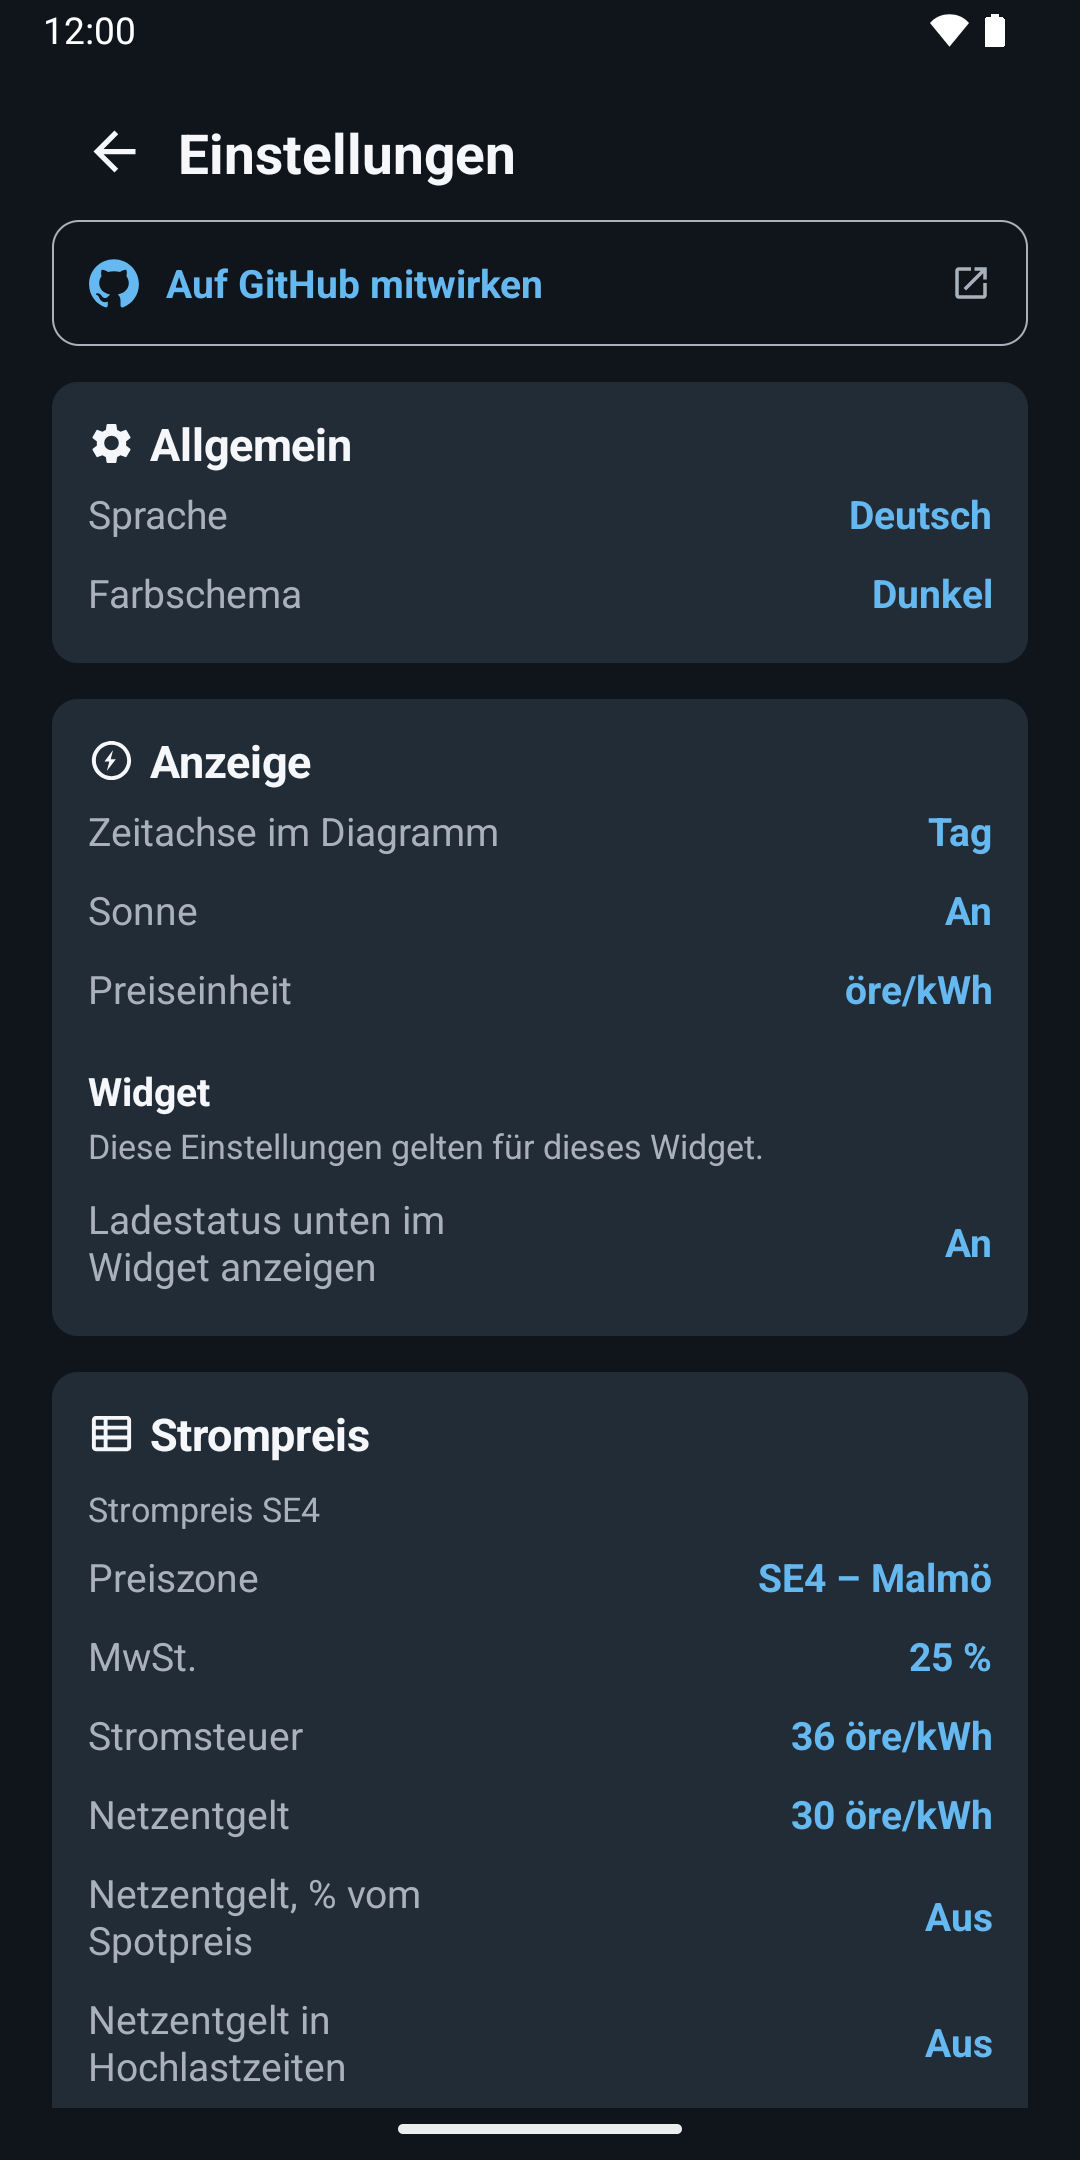 12:00
Einstellungen
Auf GitHub mitwirken
Allgemein
Sprache
Deutsch
Farbschema
Dunkel
Anzeige
Zeitachse im Diagramm
Tag
Sonne
An
Preiseinheit
öre/kWh
Widget
Diese Einstellungen gelten für dieses Widget.
Ladestatus unten im
Widget anzeigen
An
Strompreis
Strompreis SE4
Preiszone
SE4 – Malmö
MwSt.
25 %
Stromsteuer
36 öre/kWh
Netzentgelt
30 öre/kWh
Netzentgelt, % vom
Spotpreis
Aus
Netzentgelt in
Hochlastzeiten
Aus